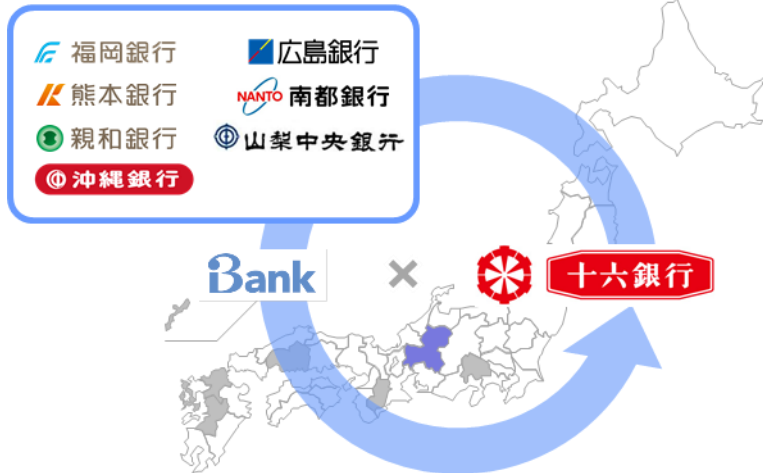 福岡銀行
広島銀行
熊本銀行
NANTO 南都銀行
親和銀行
山梨中央銀行
沖縄銀行
iBank
×
十六銀行